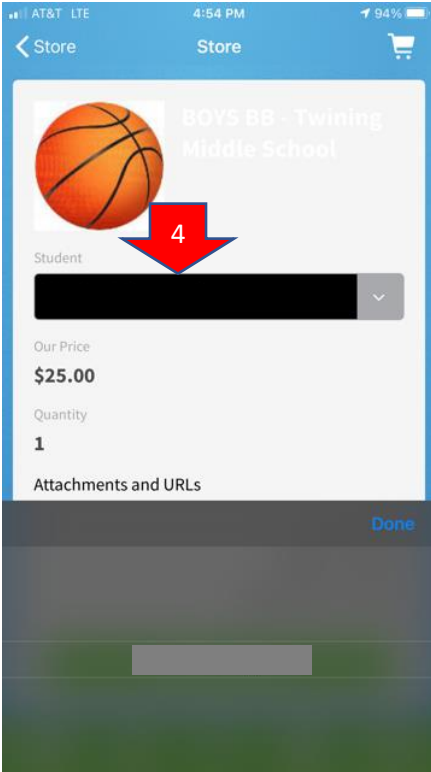 AT&T LTE 4:54 PM 94%
Store Store
BOYS BB - Twining
Middle School
4
Student
Our Price
$25.00
Quantity
1
Attachments and URLs
Done